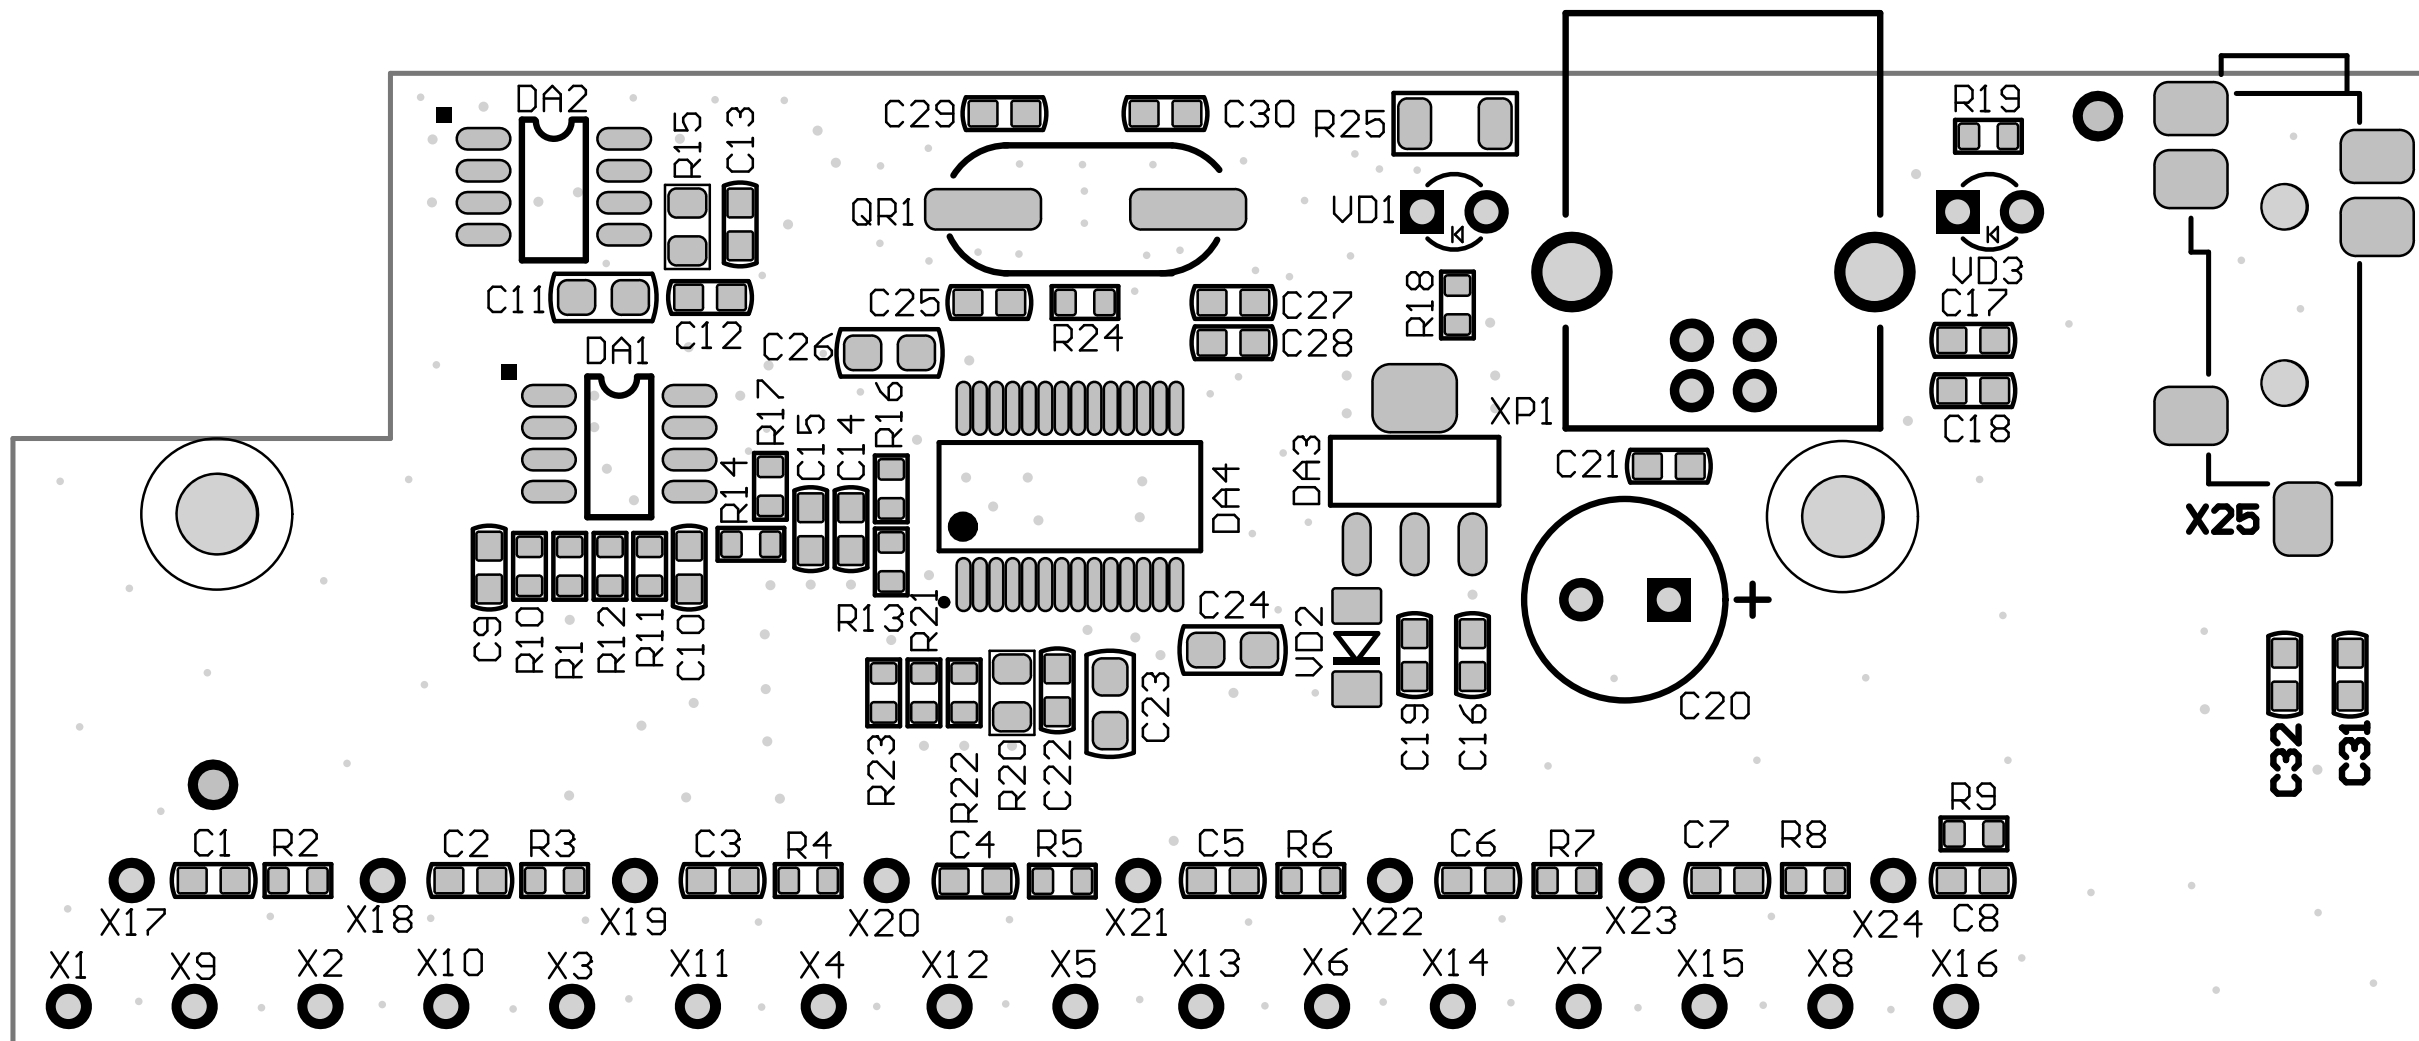 DA2
R15
C13
C29
C30
R25
R19
QR1
VD1
VD3
C11
C12
C25
R24
C27
C28
R18
C17
DA1
C26
R17
C15
C14
R16
XP1
C18
R14
DA4
DA3
C21
X25
C9
R10
R1
R12
R11
C10
R13
R21
C24
VD2
C20
C23
C19
C16
R23
R22
R20
C22
C32
C31
R9
C1
R2
C2
R3
C3
R4
C4
R5
C5
R6
C6
R7
C7
R8
C8
X17
X18
X19
X20
X21
X22
X23
X24
X1
X9
X2
X10
X3
X11
X4
X12
X5
X13
X6
X14
X7
X15
X8
X16
+